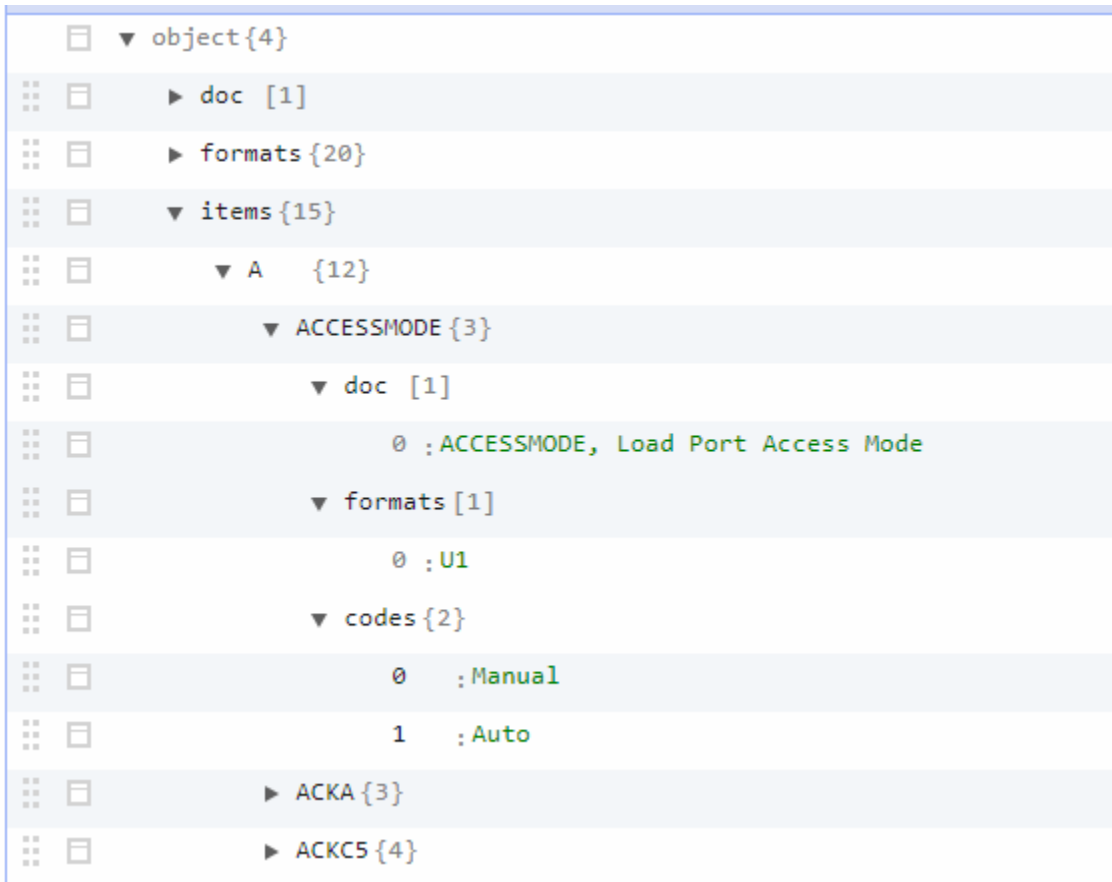 ▼ object{4}
▶ doc [1]
▶ formats{20}
▼ items{15}
▼ A {12}
▼ ACCESSMODE{3}
▼ doc [1]
0 :ACCESSMODE, Load Port Access Mode
▼ formats[1]
0 :U1
▼ codes{2}
0 :Manual
1 :Auto
▶ ACKA{3}
▶ ACKC5{4}